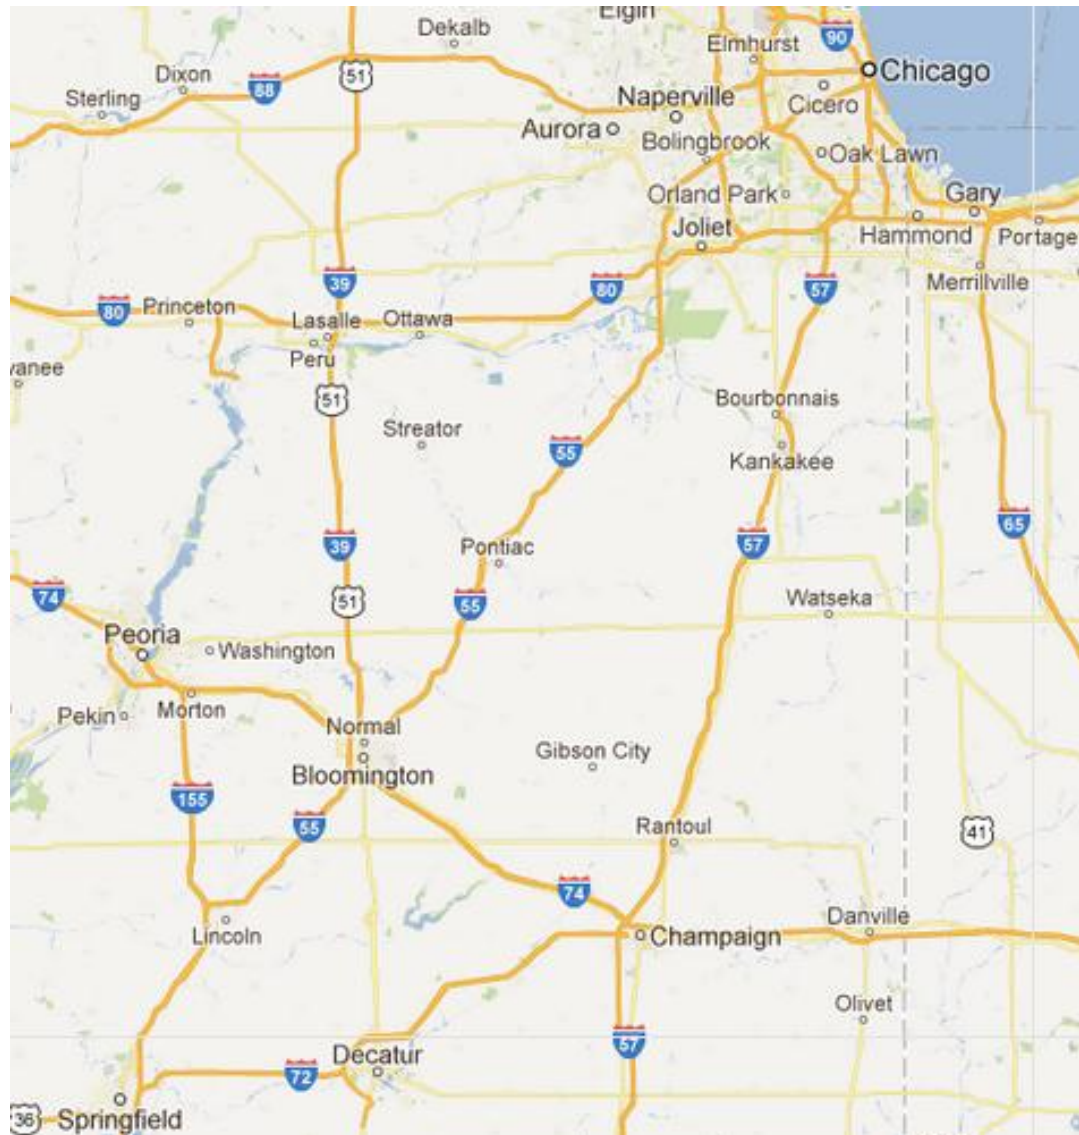 Elgin
Dekalb
Elmhurst
90
51
Dixon
88
Chicago
Sterling
Naperville
Cicero
Aurora
Bolingbrook
Oak Lawn
Orland Park
Gary
Joliet
Hammond
Portage
39
80
57
Merrillville
80
Princeton
Lasalle
Ottawa
Peru
vanee
51
Bourbonnais
Streator
55
Kankakee
65
39
Pontiac
57
74
51
55
Watseka
Peoria
Washington
Pekin
Morton
Normal
Gibson City
Bloomington
155
55
Rantoul
41
74
Danville
Lincoln
Champaign
Olivet
57
Decatur
72
36
Springfield